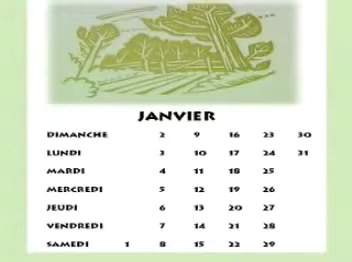 JANVIER
DIMANCHE 2 9 16 23 30
LUNDI 3 10 17 24 31
MARDI 4 11 18 25
MERCREDI 5 12 19 26
JEUDI 6 13 20 27
VENDREDI 7 14 21 28
SAMEDI 1 8 15 22 29